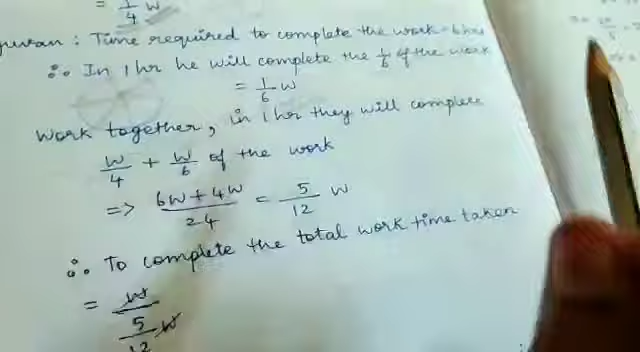 = 1/4 W
: Time required to complete the work = 6hrs
∴ In 1 hr he will complete the 1/6 of the work
= 1/6 W
Work together, in 1 hr they will complete
W/4 + W/6 of the work
=> 6W + 4W / 24 = 5/12 W
∴ To complete the total work time taken
= W / 5/12 W